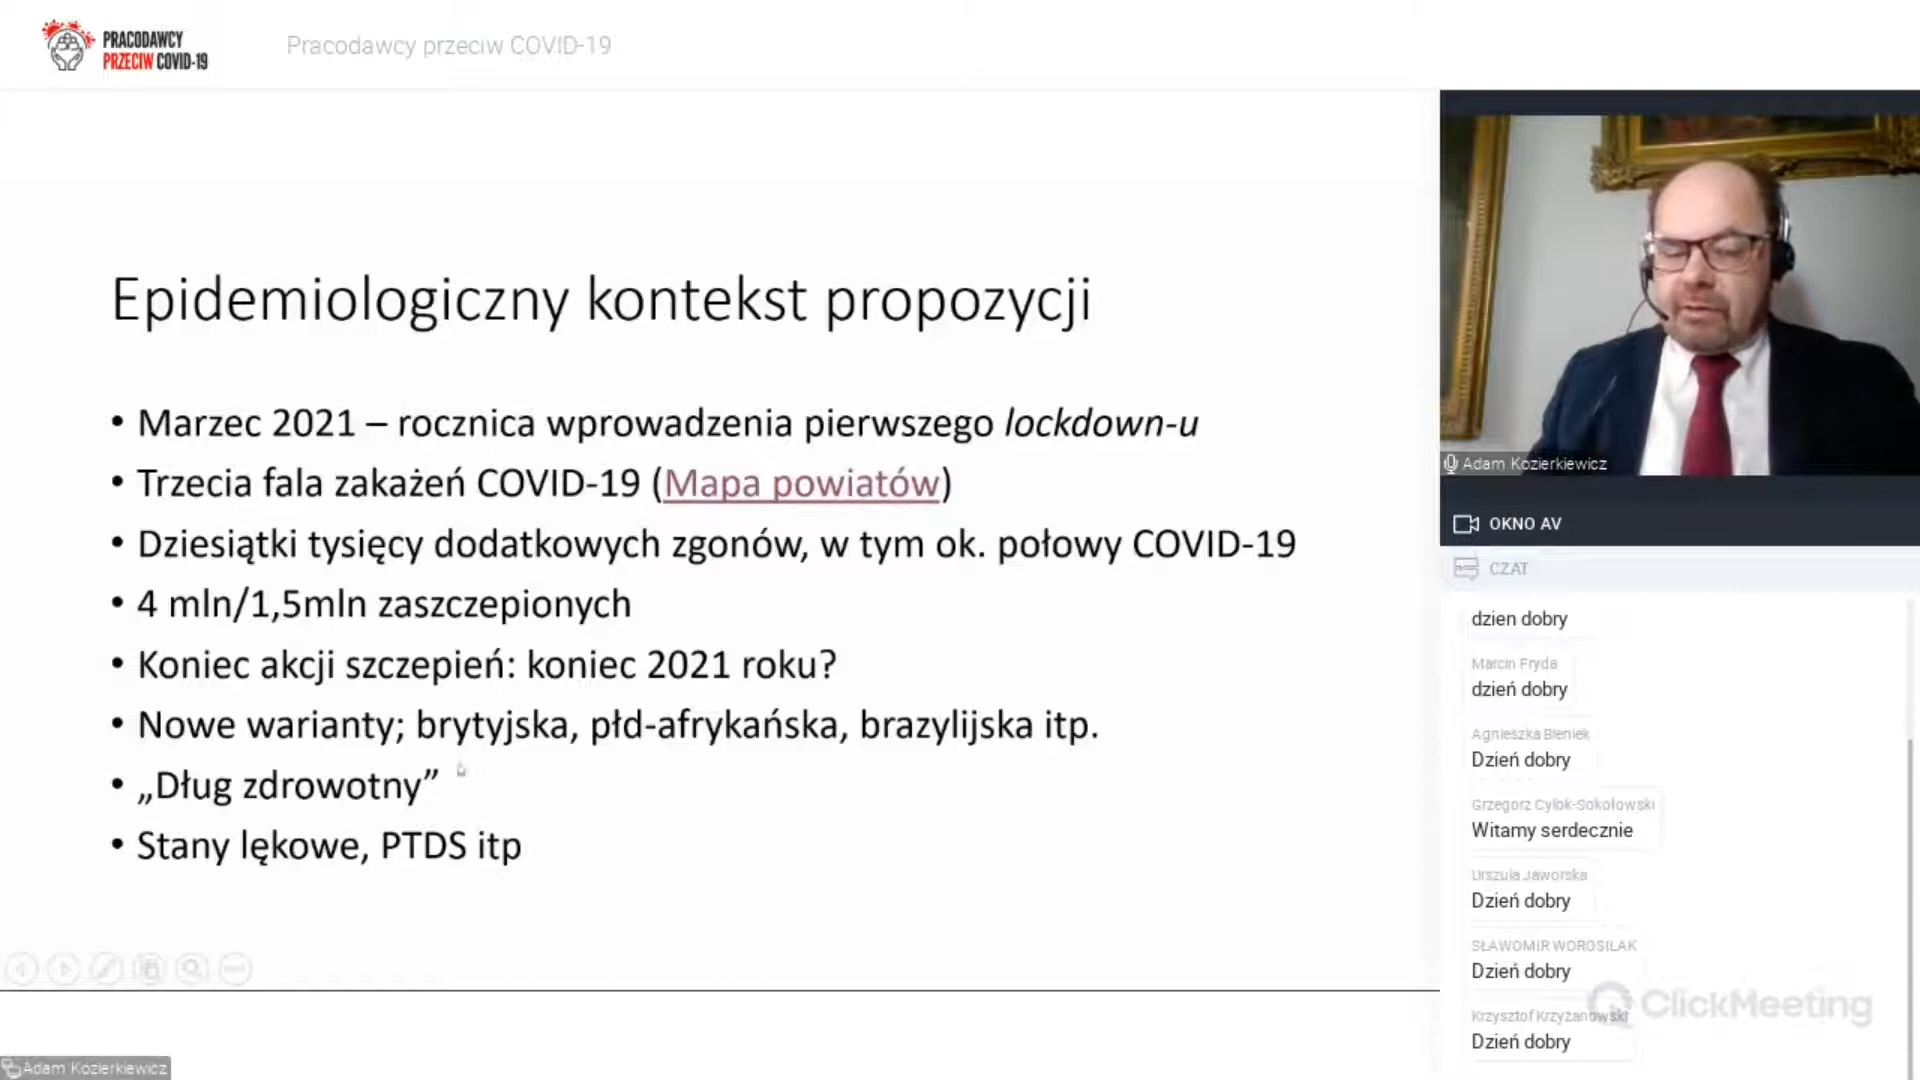 PRACODAWCY
PRZECIW COVID-19
Pracodawcy przeciw COVID-19
Epidemiologiczny kontekst propozycji
• Marzec 2021 – rocznica wprowadzenia pierwszego lockdown-u
• Trzecia fala zakażeń COVID-19 (Mapa powiatów)
• Dziesiątki tysięcy dodatkowych zgonów, w tym ok. połowy COVID-19
• 4 mln/1,5mln zaszczepionych
• Koniec akcji szczepień: koniec 2021 roku?
• Nowe warianty; brytyjska, płd-afrykańska, brazylijska itp.
• „Dług zdrowotny”
• Stany lękowe, PTDS itp
Adam Kozierkiewicz
Adam Kozierkiewicz
OKNO AV
CZAT
dzien dobry
Marcin Fryda
dzień dobry
Agnieszka Bieniek
Dzień dobry
Grzegorz Cylok-Sokołowski
Witamy serdecznie
Urszula Jaworska
Dzień dobry
SŁAWOMIR WOROSILAK
Dzień dobry
Krzysztof Krzyżanowski
Dzień dobry
ClickMeeting